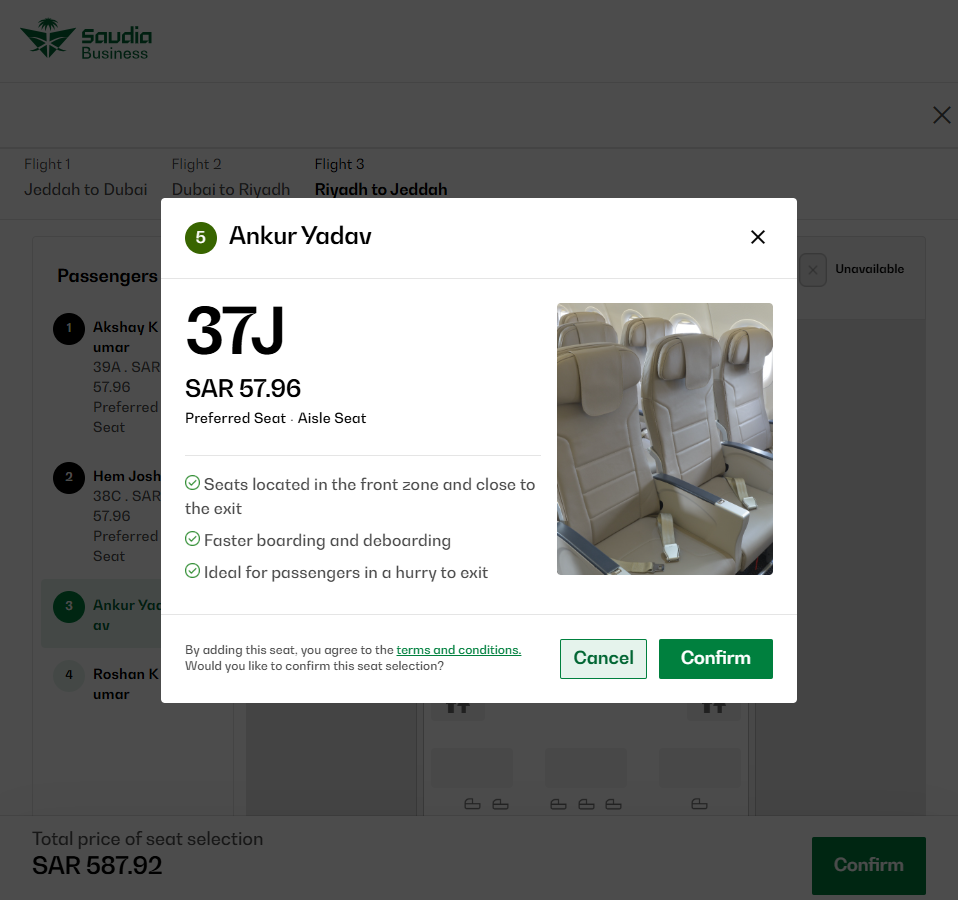 Saudia
Business
Flight 1
Flight 2
Flight 3
Jeddah to Dubai
Dubai to Riyadh
Riyadh to Jeddah
Passengers
1
Akshay K
umar
39A . SAR
57.96
Preferred
Seat
2
Hem Josh
38C . SAR
57.96
Preferred
Seat
3
Ankur Yad
av
4
Roshan K
umar
Unavailable
5
Ankur Yadav
37J
SAR 57.96
Preferred Seat · Aisle Seat
Seats located in the front zone and close to
the exit
Faster boarding and deboarding
Ideal for passengers in a hurry to exit
By adding this seat, you agree to the terms and conditions.
Would you like to confirm this seat selection?
Cancel
Confirm
Total price of seat selection
SAR 587.92
Confirm